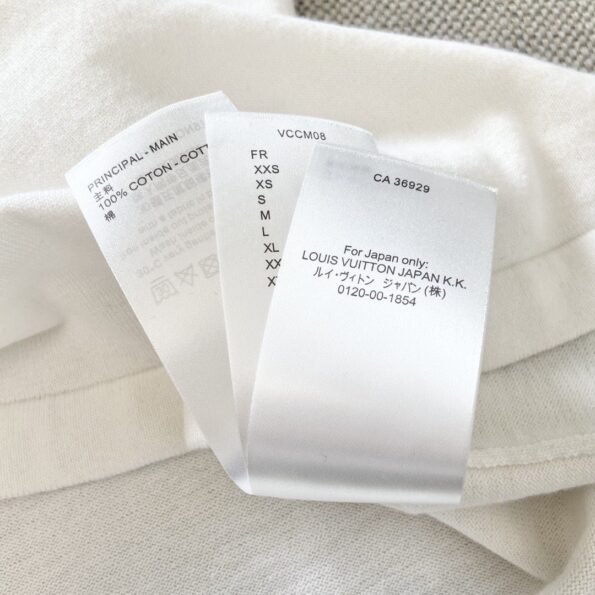 PRINCIPAL - MAIN
主料
100% COTON - COTT
棉
VCCM08
FR
XXS
XS
S
M
L
XL
XX
CA 36929
For Japan only:
LOUIS VUITTON JAPAN K.K.
ルイ・ヴィトン ジャパン(株)
0120-00-1854